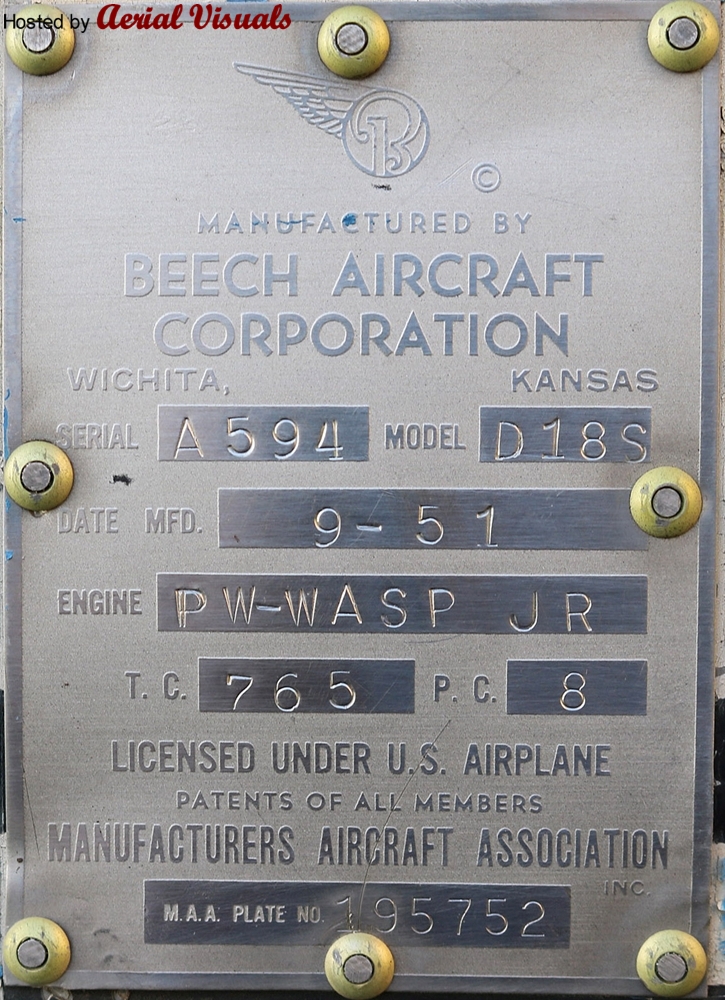 Hosted by Aerial Visuals
B
©
MANUFACTURED BY
BEECH AIRCRAFT
CORPORATION
WICHITA, KANSAS
SERIAL A594 MODEL D18S
DATE MFD. 9-51
ENGINE PW-WASP JR
T. C. 765 P. C. 8
LICENSED UNDER U.S. AIRPLANE
PATENTS OF ALL MEMBERS
MANUFACTURERS AIRCRAFT ASSOCIATION
INC.
M.A.A. PLATE NO. 195752